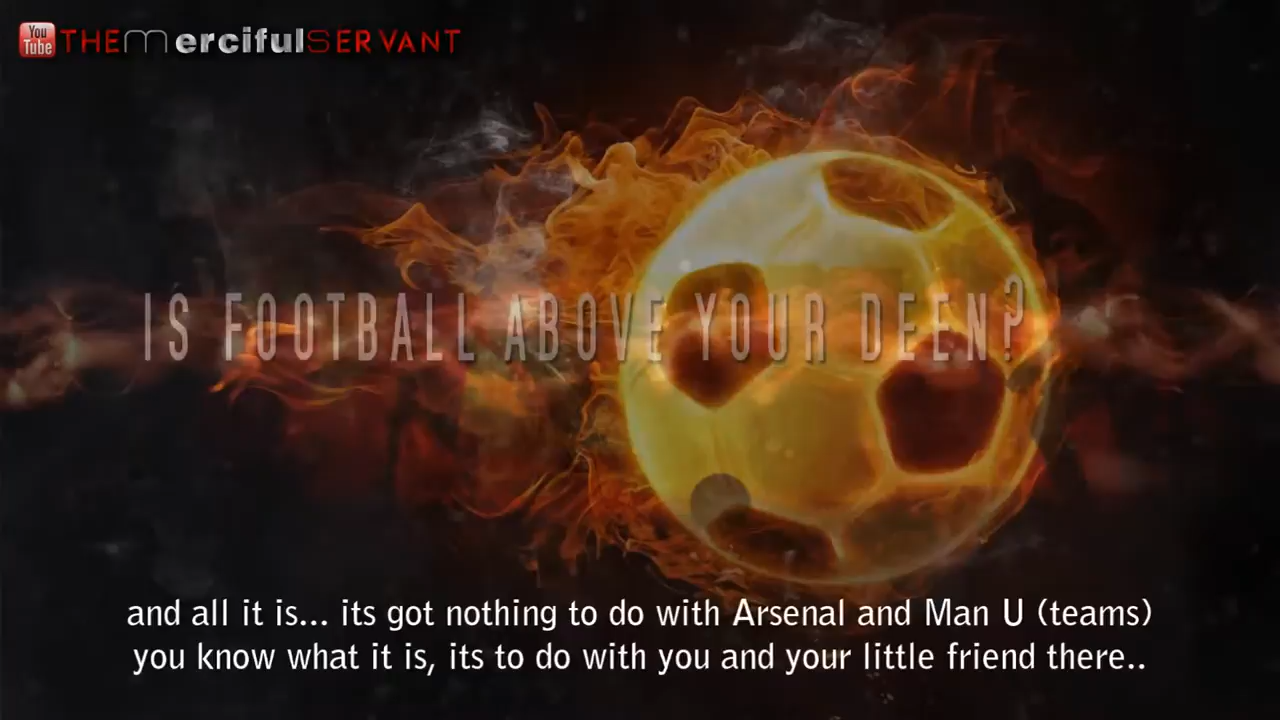 You
Tube
THEMercifulSERVANT
IS FOOTBALL ABOVE YOUR DEEN?
and all it is... its got nothing to do with Arsenal and Man U (teams)
you know what it is, its to do with you and your little friend there..